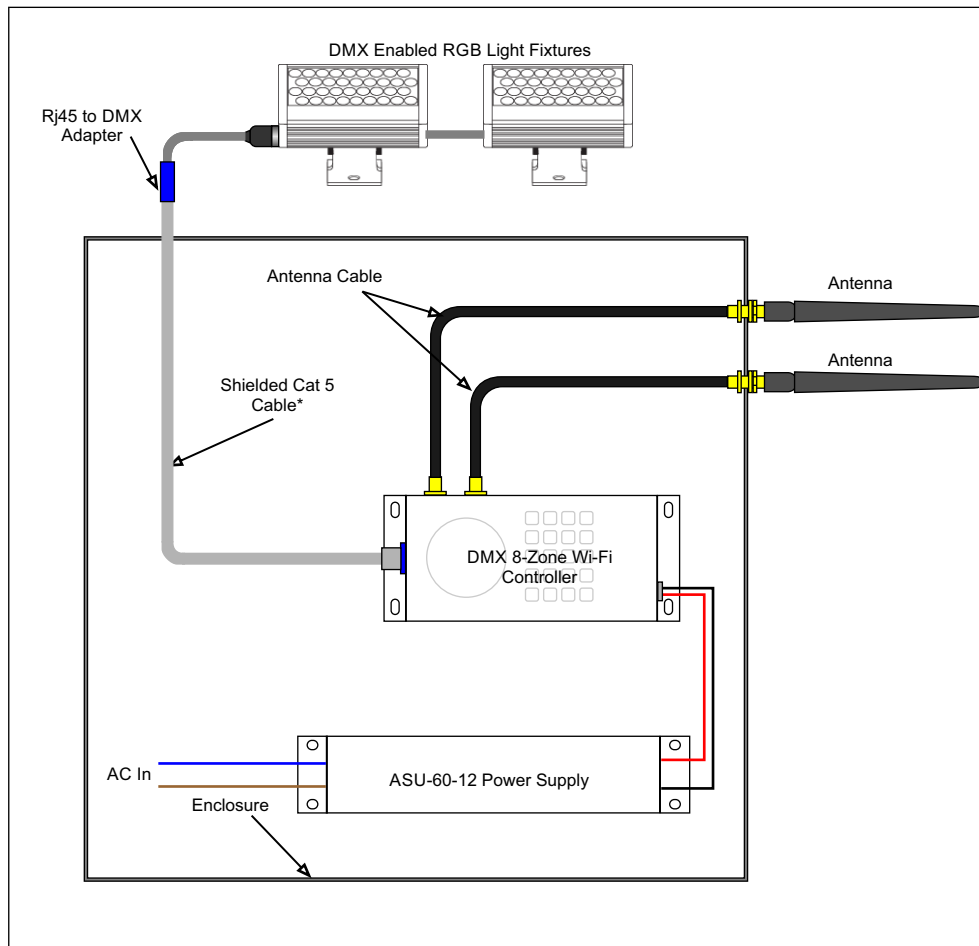 DMX Enabled RGB Light Fixtures
Rj45 to DMX
Adapter
Antenna Cable
Antenna
Antenna
Shielded Cat 5
Cable*
DMX 8-Zone Wi-Fi
Controller
AC In
ASU-60-12 Power Supply
Enclosure